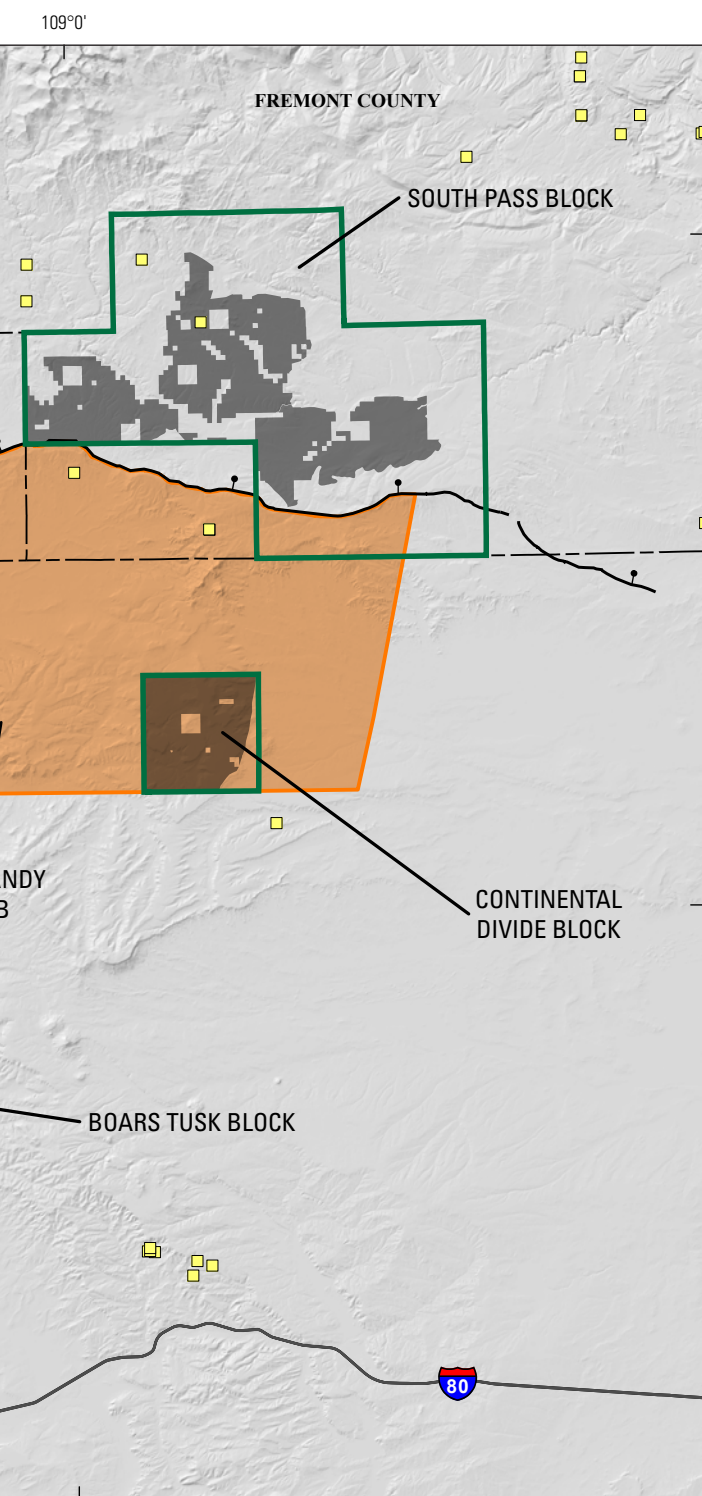 109°0'
FREMONT COUNTY
SOUTH PASS BLOCK
CONTINENTAL
DIVIDE BLOCK
BOARS TUSK BLOCK
80